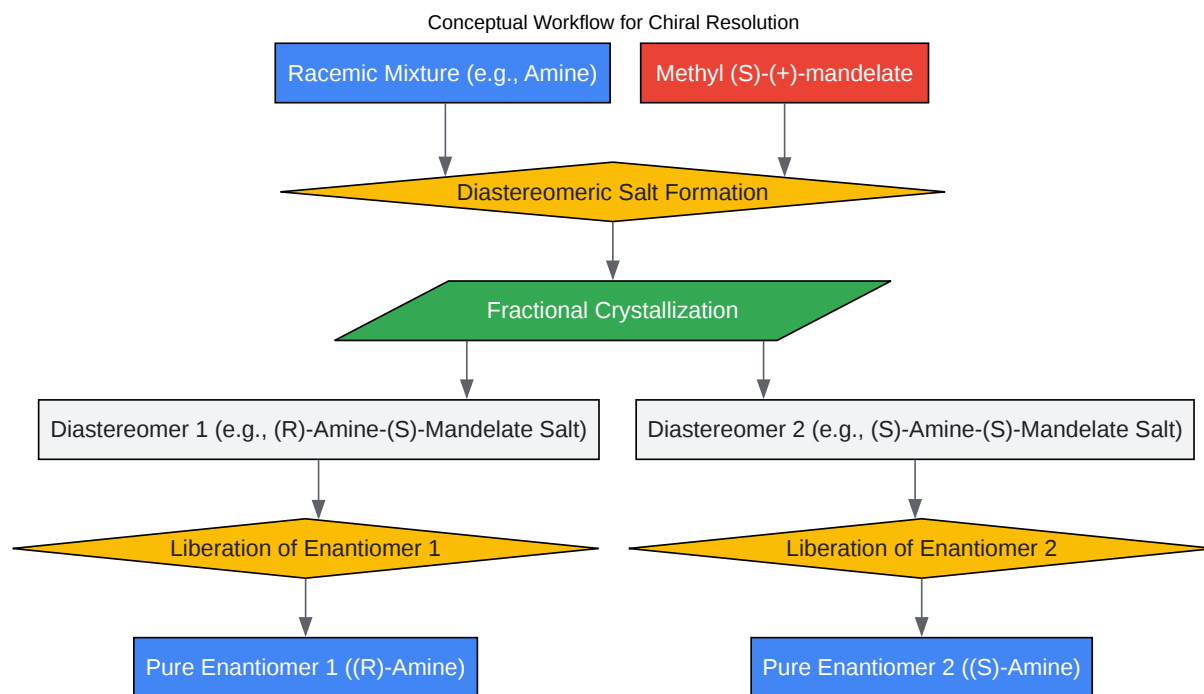 Conceptual Workflow for Chiral Resolution
Racemic Mixture (e.g., Amine)
Methyl (S)-(+)-mandelate
Diastereomeric Salt Formation
Fractional Crystallization
Diastereomer 1 (e.g., (R)-Amine-(S)-Mandelate Salt)
Diastereomer 2 (e.g., (S)-Amine-(S)-Mandelate Salt)
Liberation of Enantiomer 1
Liberation of Enantiomer 2
Pure Enantiomer 1 ((R)-Amine)
Pure Enantiomer 2 ((S)-Amine)